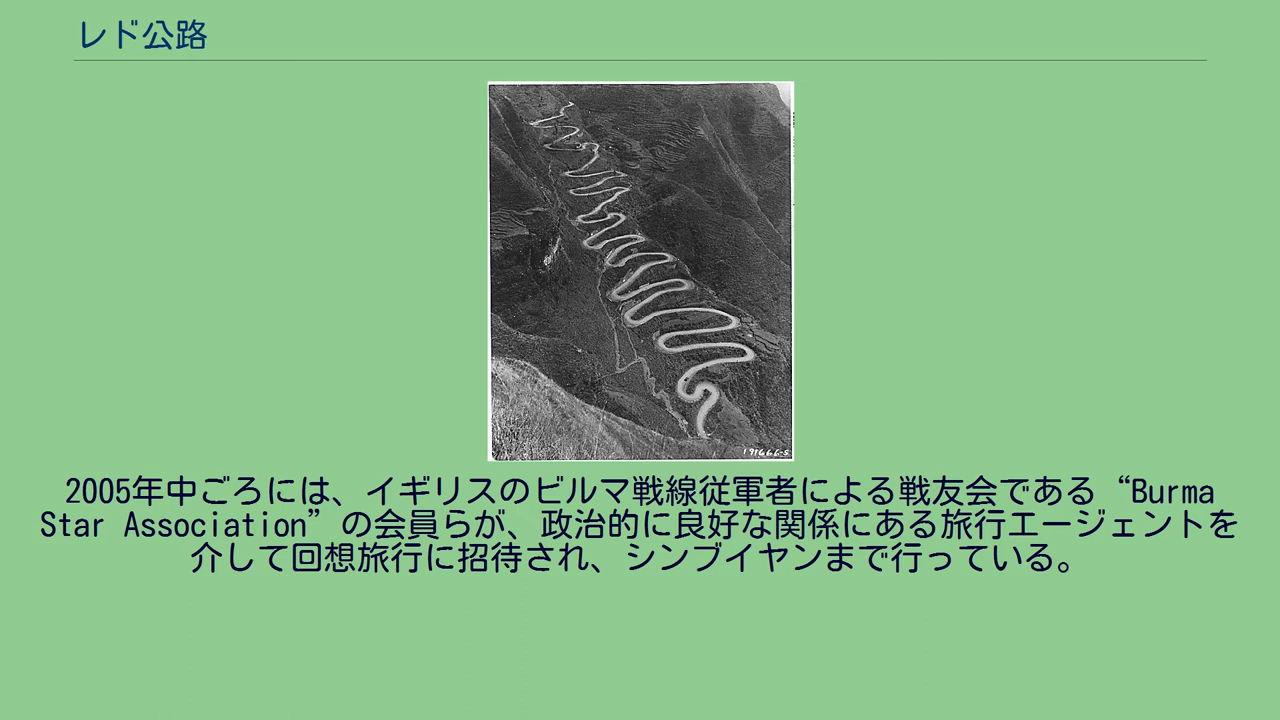 レド公路
191666-S
2005年中ごろには、イギリスのビルマ戦線従軍者による戦友会である“Burma
Star Association”の会員らが、政治的に良好な関係にある旅行エージェントを
介して回想旅行に招待され、シンブイヤンまで行っている。